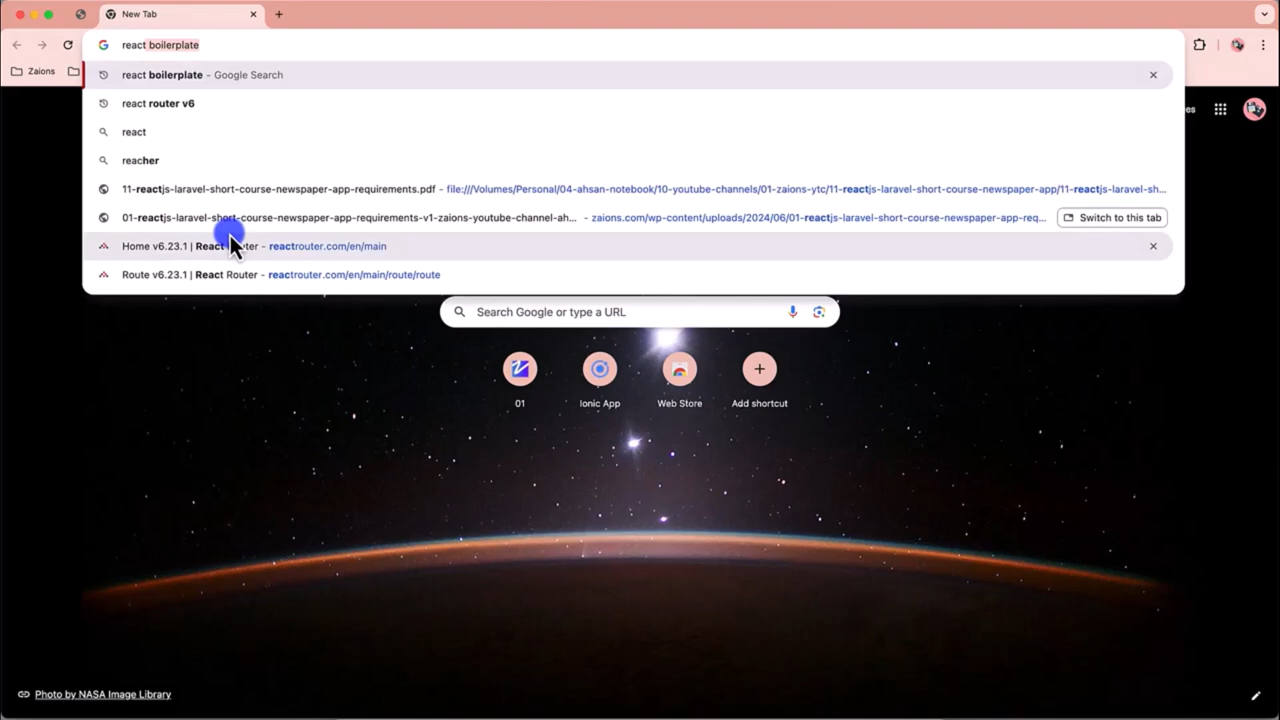 New Tab
react boilerplate
Zaions
react boilerplate - Google Search
react router v6
react
reacher
11-reactjs-laravel-short-course-newspaper-app-requirements.pdf - file:///Volumes/Personal/04-ahsan-notebook/10-youtube-channels/01-zaions-ytc/11-reactjs-laravel-short-course-newspaper-app/11-reactjs-laravel-sh...
01-reactjs-laravel-short-course-newspaper-app-requirements-v1-zaions-youtube-channel-ah... - zaions.com/wp-content/uploads/2024/06/01-reactjs-laravel-short-course-newspaper-app-req... Switch to this tab
Home v6.23.1 | React - reactrouter.com/en/main
Route v6.23.1 | React Router - reactrouter.com/en/main/route/route
Search Google or type a URL
01 Ionic App Web Store Add shortcut
Photo by NASA Image Library